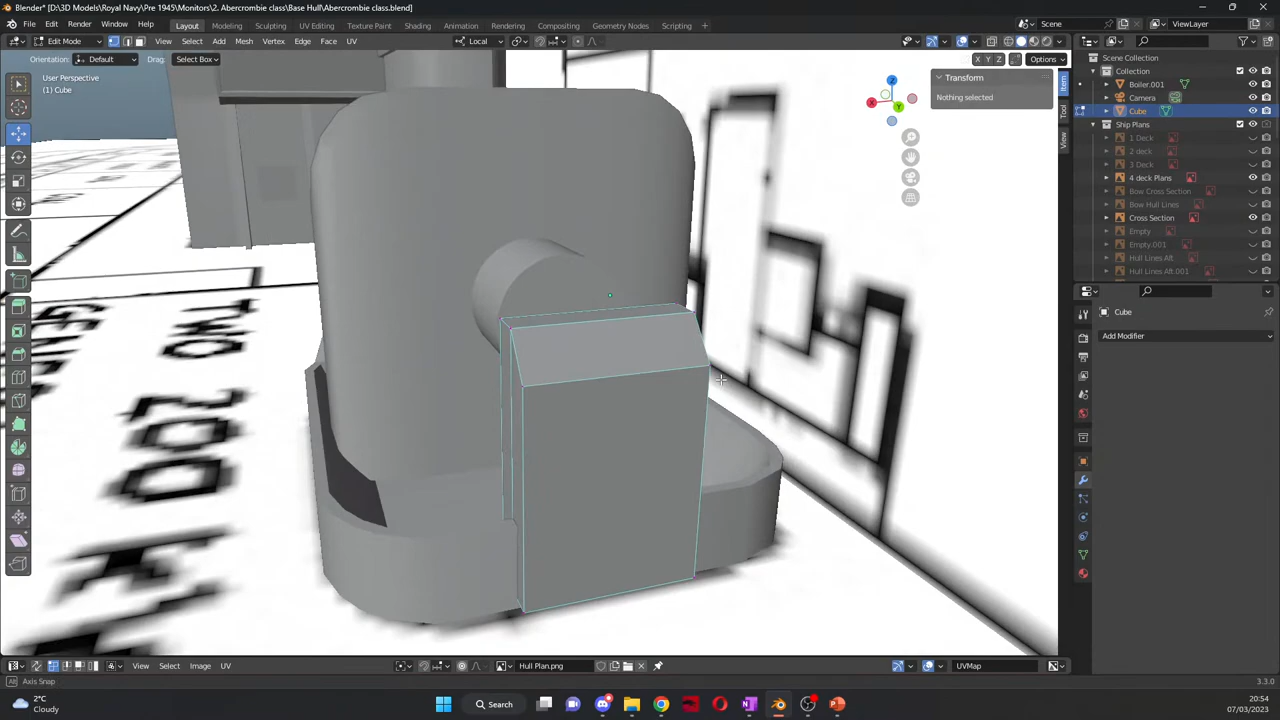 Blender* [D:\3D Models\Royal Navy\Pre 1945\Monitors\2. Abercrombie class\Base Hull\Abercrombie class.blend]
File Edit Render Window Help
Layout Modeling Sculpting UV Editing Texture Paint Shading Animation Rendering Compositing Geometry Nodes Scripting
Scene ViewLayer
Edit Mode View Select Add Mesh Vertex Edge Face UV Local
Orientation: Default Drag: Select Box X Y Z Options
User Perspective
(1) Cube
Transform
Nothing selected
Item
Tool
View
Z
X
Y
Scene Collection
Collection
Boiler.001
Camera
Cube
Ship Plans
1 Deck
2 deck
3 Deck
4 deck Plans
Bow Cross Section
Bow Hull Lines
Cross Section
Empty
Empty.001
Hull Lines Aft
Hull Lines Aft.001
Cube
Add Modifier
View Select Image UV Hull Plan.png UVMap
Axis Snap 3.3.0
2°C
Cloudy
Search
20:54
07/03/2023